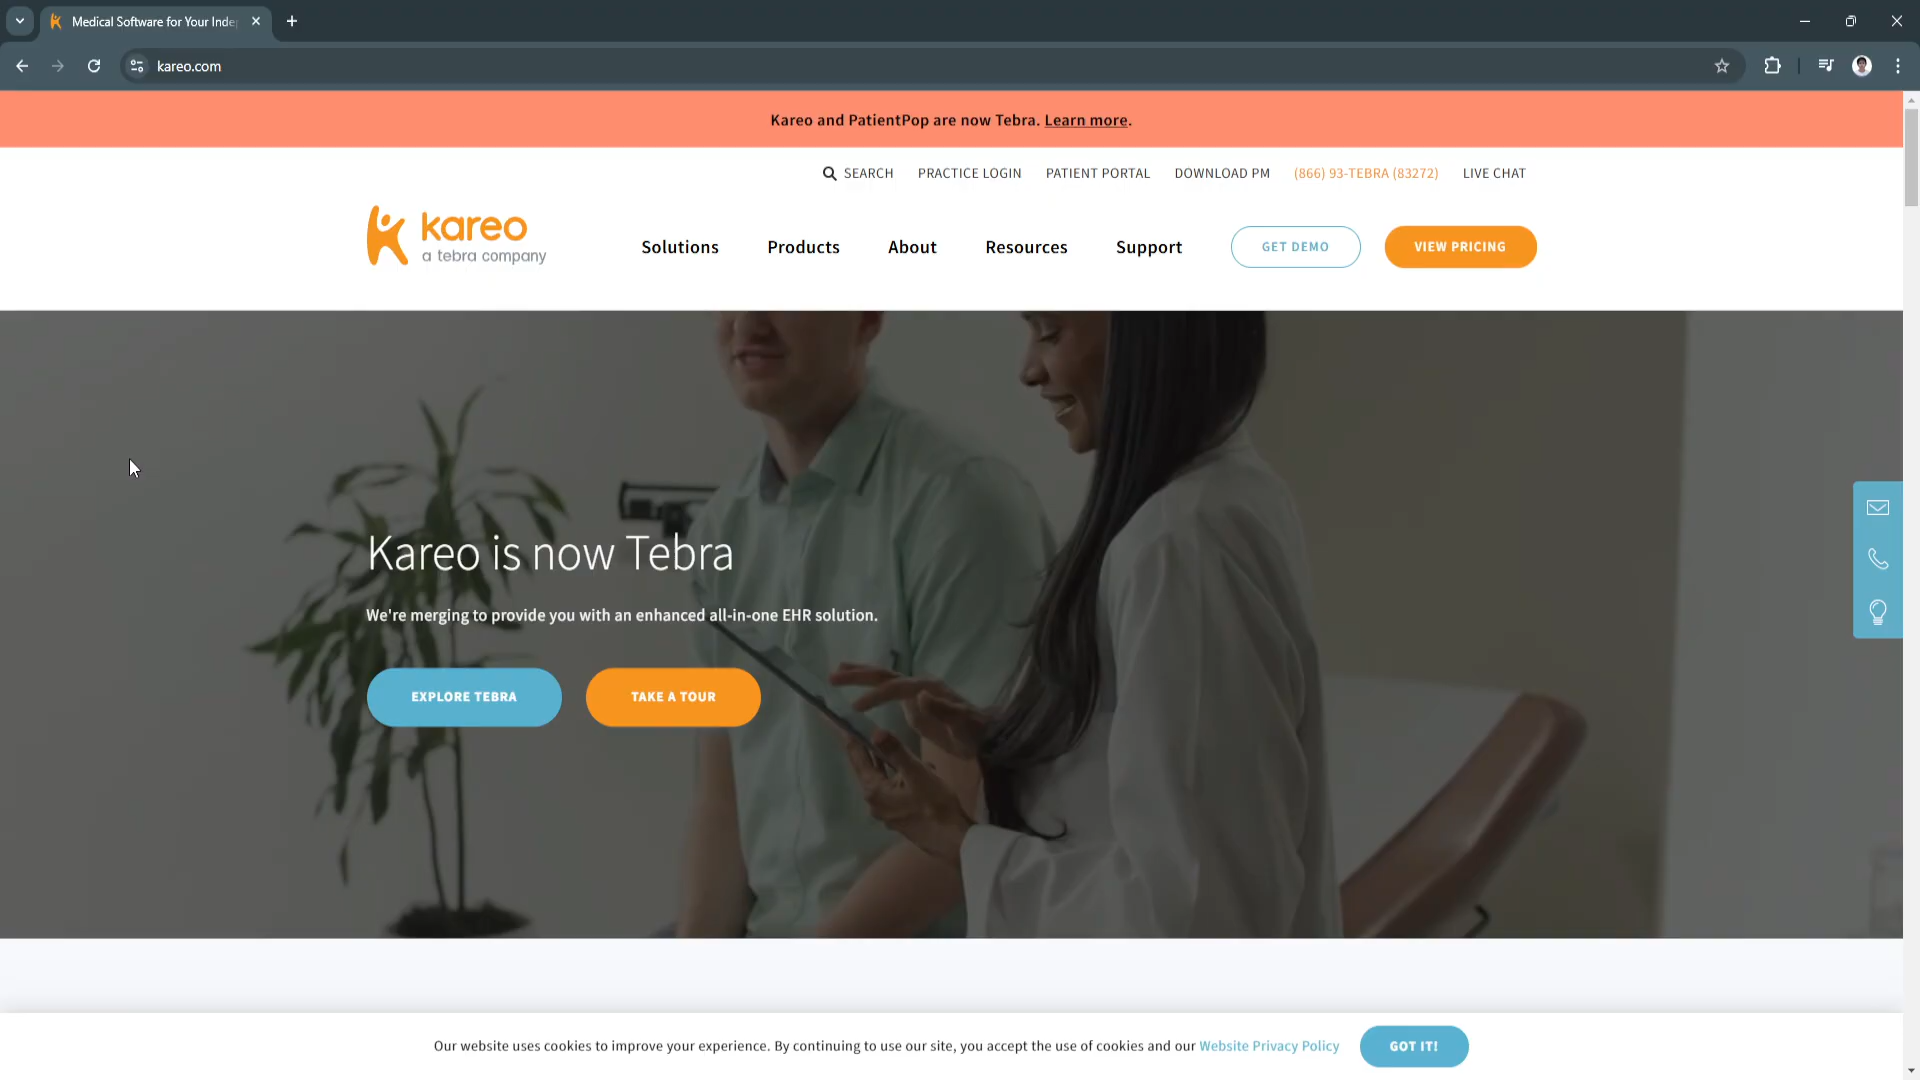 Medical Software for Your Inde
kareo.com
Kareo and PatientPop are now Tebra. Learn more.
SEARCH PRACTICE LOGIN PATIENT PORTAL DOWNLOAD PM (866) 93-TEBRA (83272) LIVE CHAT
kareo
a tebra company
Solutions Products About Resources Support GET DEMO VIEW PRICING
Kareo is now Tebra
We're merging to provide you with an enhanced all-in-one EHR solution.
EXPLORE TEBRA TAKE A TOUR
Our website uses cookies to improve your experience. By continuing to use our site, you accept the use of cookies and our Website Privacy Policy GOT IT!